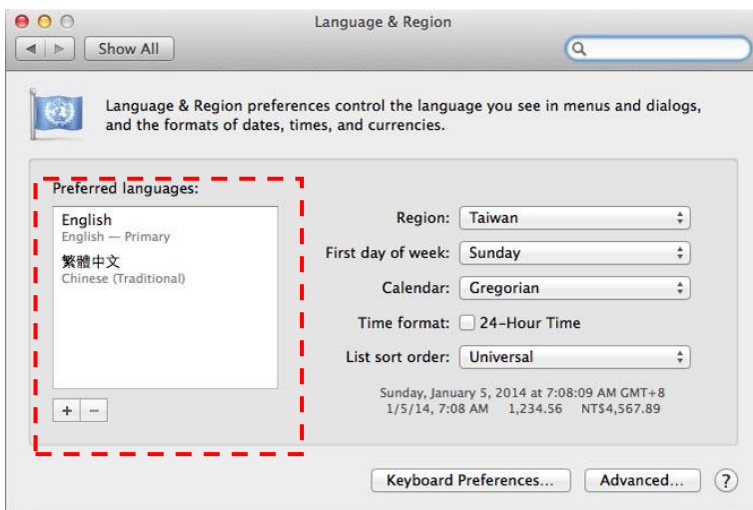 Language & Region
Show All
Language & Region preferences control the language you see in menus and dialogs,
and the formats of dates, times, and currencies.
Preferred languages:
English
English — Primary
繁體中文
Chinese (Traditional)
+ −
Region: Taiwan
First day of week: Sunday
Calendar: Gregorian
Time format: 24-Hour Time
List sort order: Universal
Sunday, January 5, 2014 at 7:08:09 AM GMT+8
1/5/14, 7:08 AM 1,234.56 NT$4,567.89
Keyboard Preferences... Advanced... ?